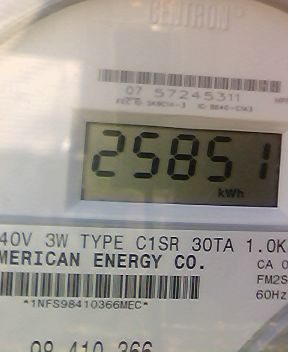 CENTRON®
07 57245311
25851
kWh
40V 3W TYPE C1SR 30TA 1.0K
MERICAN ENERGY CO.
CA 0
FM2S
60Hz
*1NFS98410366MEC*
98 410 366